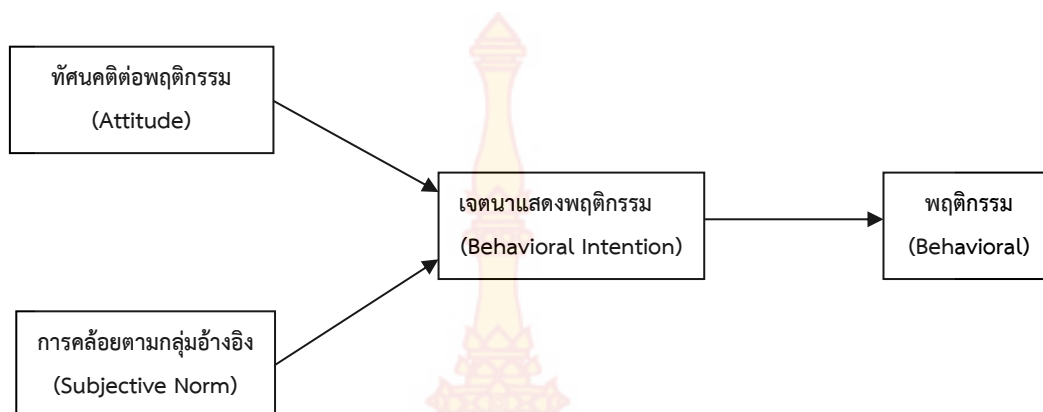 ทัศนคติต่อพฤติกรรม
(Attitude)
เจตนาแสดงพฤติกรรม
(Behavioral Intention)
พฤติกรรม
(Behavioral)
การคล้อยตามกลุ่มอ้างอิง
(Subjective Norm)